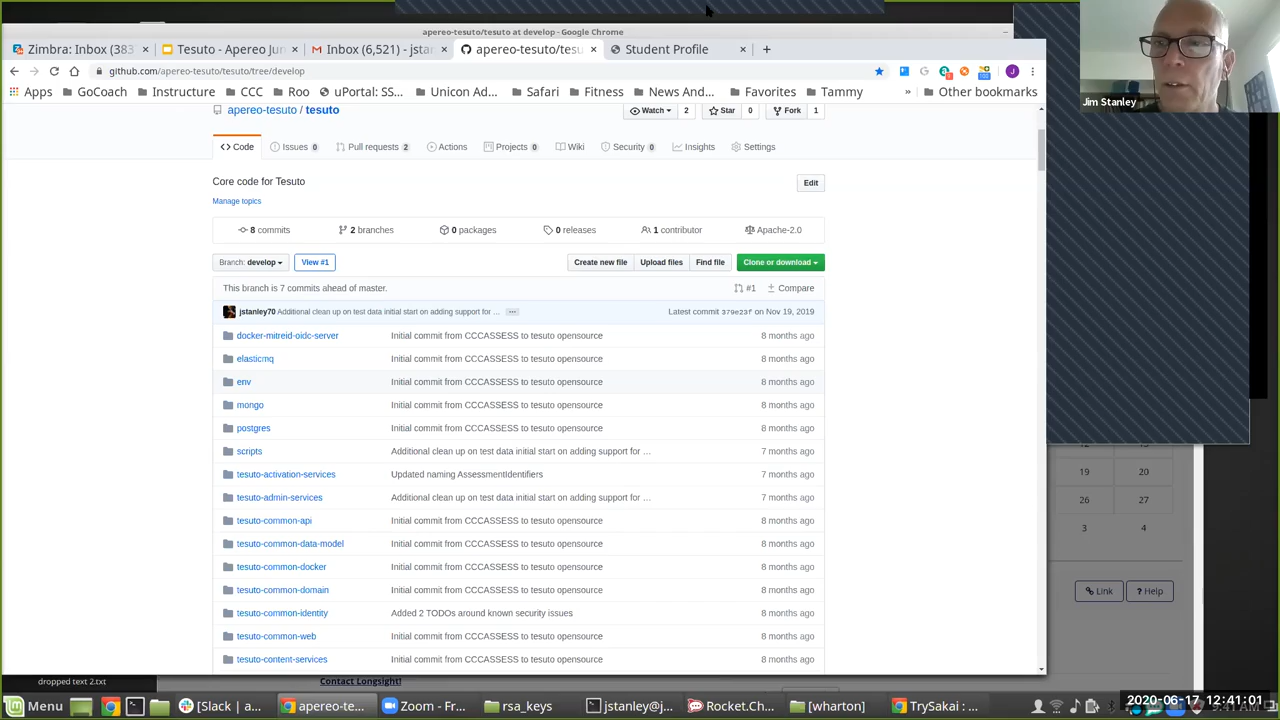 apereo-tesuto/tesuto at develop - Google Chrome
Zimbra: Inbox (383
Tesuto - Apereo Jun
Inbox (6,521) - jstan
apereo-tesuto/tesu
Student Profile
github.com/apereo-tesuto/tesuto/tree/develop
Apps GoCoach Instructure CCC Roo uPortal: SS... Unicon Ad... Safari Fitness News And... Favorites Tammy » Other bookmarks
Jim Stanley
apereo-tesuto / tesuto
Watch 2 Star 0 Fork 1
Code Issues 0 Pull requests 2 Actions Projects 0 Wiki Security 0 Insights Settings
Core code for Tesuto
Edit
Manage topics
8 commits 2 branches 0 packages 0 releases 1 contributor Apache-2.0
Branch: develop View #1 Create new file Upload files Find file Clone or download
This branch is 7 commits ahead of master. #1 Compare
jstanley70 Additional clean up on test data initial start on adding support for ... Latest commit 379e23f on Nov 19, 2019
docker-mitreid-oidc-server Initial commit from CCCASSESS to tesuto opensource 8 months ago
elasticmq Initial commit from CCCASSESS to tesuto opensource 8 months ago
env Initial commit from CCCASSESS to tesuto opensource 8 months ago
mongo Initial commit from CCCASSESS to tesuto opensource 8 months ago
postgres Initial commit from CCCASSESS to tesuto opensource 8 months ago
scripts Additional clean up on test data initial start on adding support for ... 7 months ago
tesuto-activation-services Updated naming AssessmentIdentifiers 7 months ago
tesuto-admin-services Additional clean up on test data initial start on adding support for ... 7 months ago
tesuto-common-api Initial commit from CCCASSESS to tesuto opensource 8 months ago
tesuto-common-data-model Initial commit from CCCASSESS to tesuto opensource 8 months ago
tesuto-common-docker Initial commit from CCCASSESS to tesuto opensource 8 months ago
tesuto-common-domain Initial commit from CCCASSESS to tesuto opensource 8 months ago
tesuto-common-identity Added 2 TODOs around known security issues 8 months ago
tesuto-common-web Initial commit from CCCASSESS to tesuto opensource 8 months ago
tesuto-content-services Initial commit from CCCASSESS to tesuto opensource 8 months ago
19 20
26 27
3 4
Link Help
dropped text 2.txt
Contact Longsight!
Menu [Slack | a... apereo-te... Zoom - Fr... rsa_keys jstanley@j... Rocket.Ch... [wharton] TrySakai : ...
2020-06-17 12:41:01